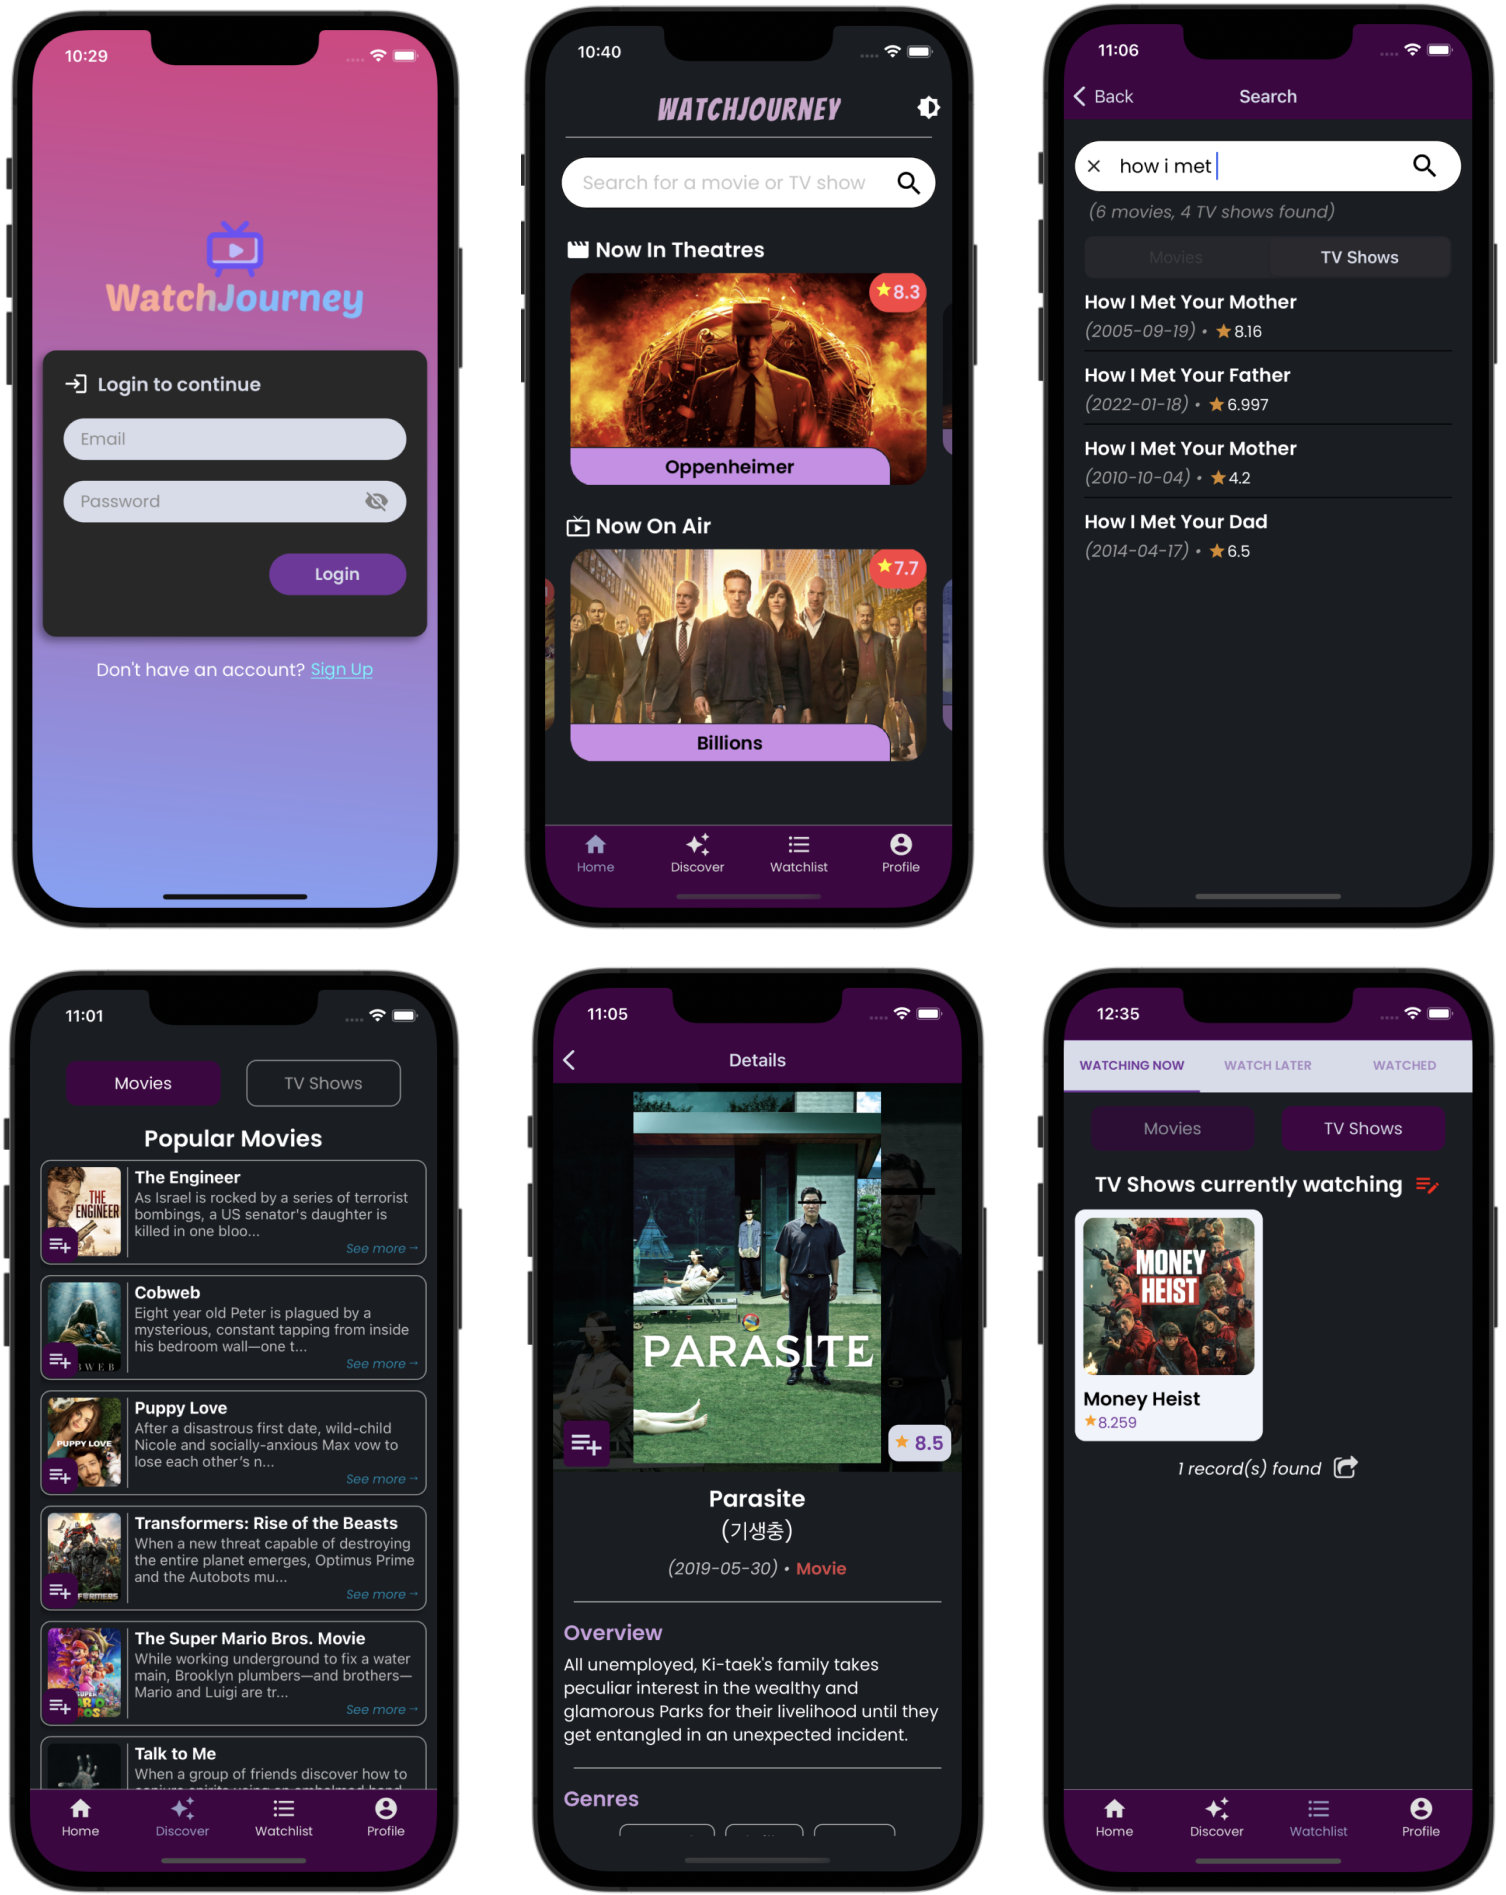 10:29
WatchJourney
Login to continue
Email
Password
Login
Don't have an account? Sign Up
10:40
WATCHJOURNEY
Search for a movie or TV show
Now In Theatres
8.3
Oppenheimer
Now On Air
7.7
Billions
Home
Discover
Watchlist
Profile
11:06
Back
Search
how i met
(6 movies, 4 TV shows found)
Movies
TV Shows
How I Met Your Mother
(2005-09-19) • 8.16
How I Met Your Father
(2022-01-18) • 6.997
How I Met Your Mother
(2010-10-04) • 4.2
How I Met Your Dad
(2014-04-17) • 6.5
11:01
Movies
TV Shows
Popular Movies
THE
ENGINEER
The Engineer
As Israel is rocked by a series of terrorist
bombings, a US senator's daughter is
killed in one bloo...
See more →
Cobweb
Eight year old Peter is plagued by a
mysterious, constant tapping from inside
his bedroom wall—one t...
See more →
PUPPY LOVE
Puppy Love
After a disastrous first date, wild-child
Nicole and socially-anxious Max vow to
lose each other's n...
See more →
Transformers: Rise of the Beasts
When a new threat capable of destroying
the entire planet emerges, Optimus Prime
and the Autobots mu...
See more →
The Super Mario Bros. Movie
While working underground to fix a water
main, Brooklyn plumbers—and brothers—
Mario and Luigi are tr...
See more →
Talk to Me
When a group of friends discover how to
Home
Discover
Watchlist
Profile
11:05
Details
PARASITE
8.5
Parasite
(기생충)
(2019-05-30) • Movie
Overview
All unemployed, Ki-taek's family takes
peculiar interest in the wealthy and
glamorous Parks for their livelihood until they
get entangled in an unexpected incident.
Genres
12:35
WATCHING NOW
WATCH LATER
WATCHED
Movies
TV Shows
TV Shows currently watching
MONEY
HEIST
Money Heist
8.259
1 record(s) found
Home
Discover
Watchlist
Profile